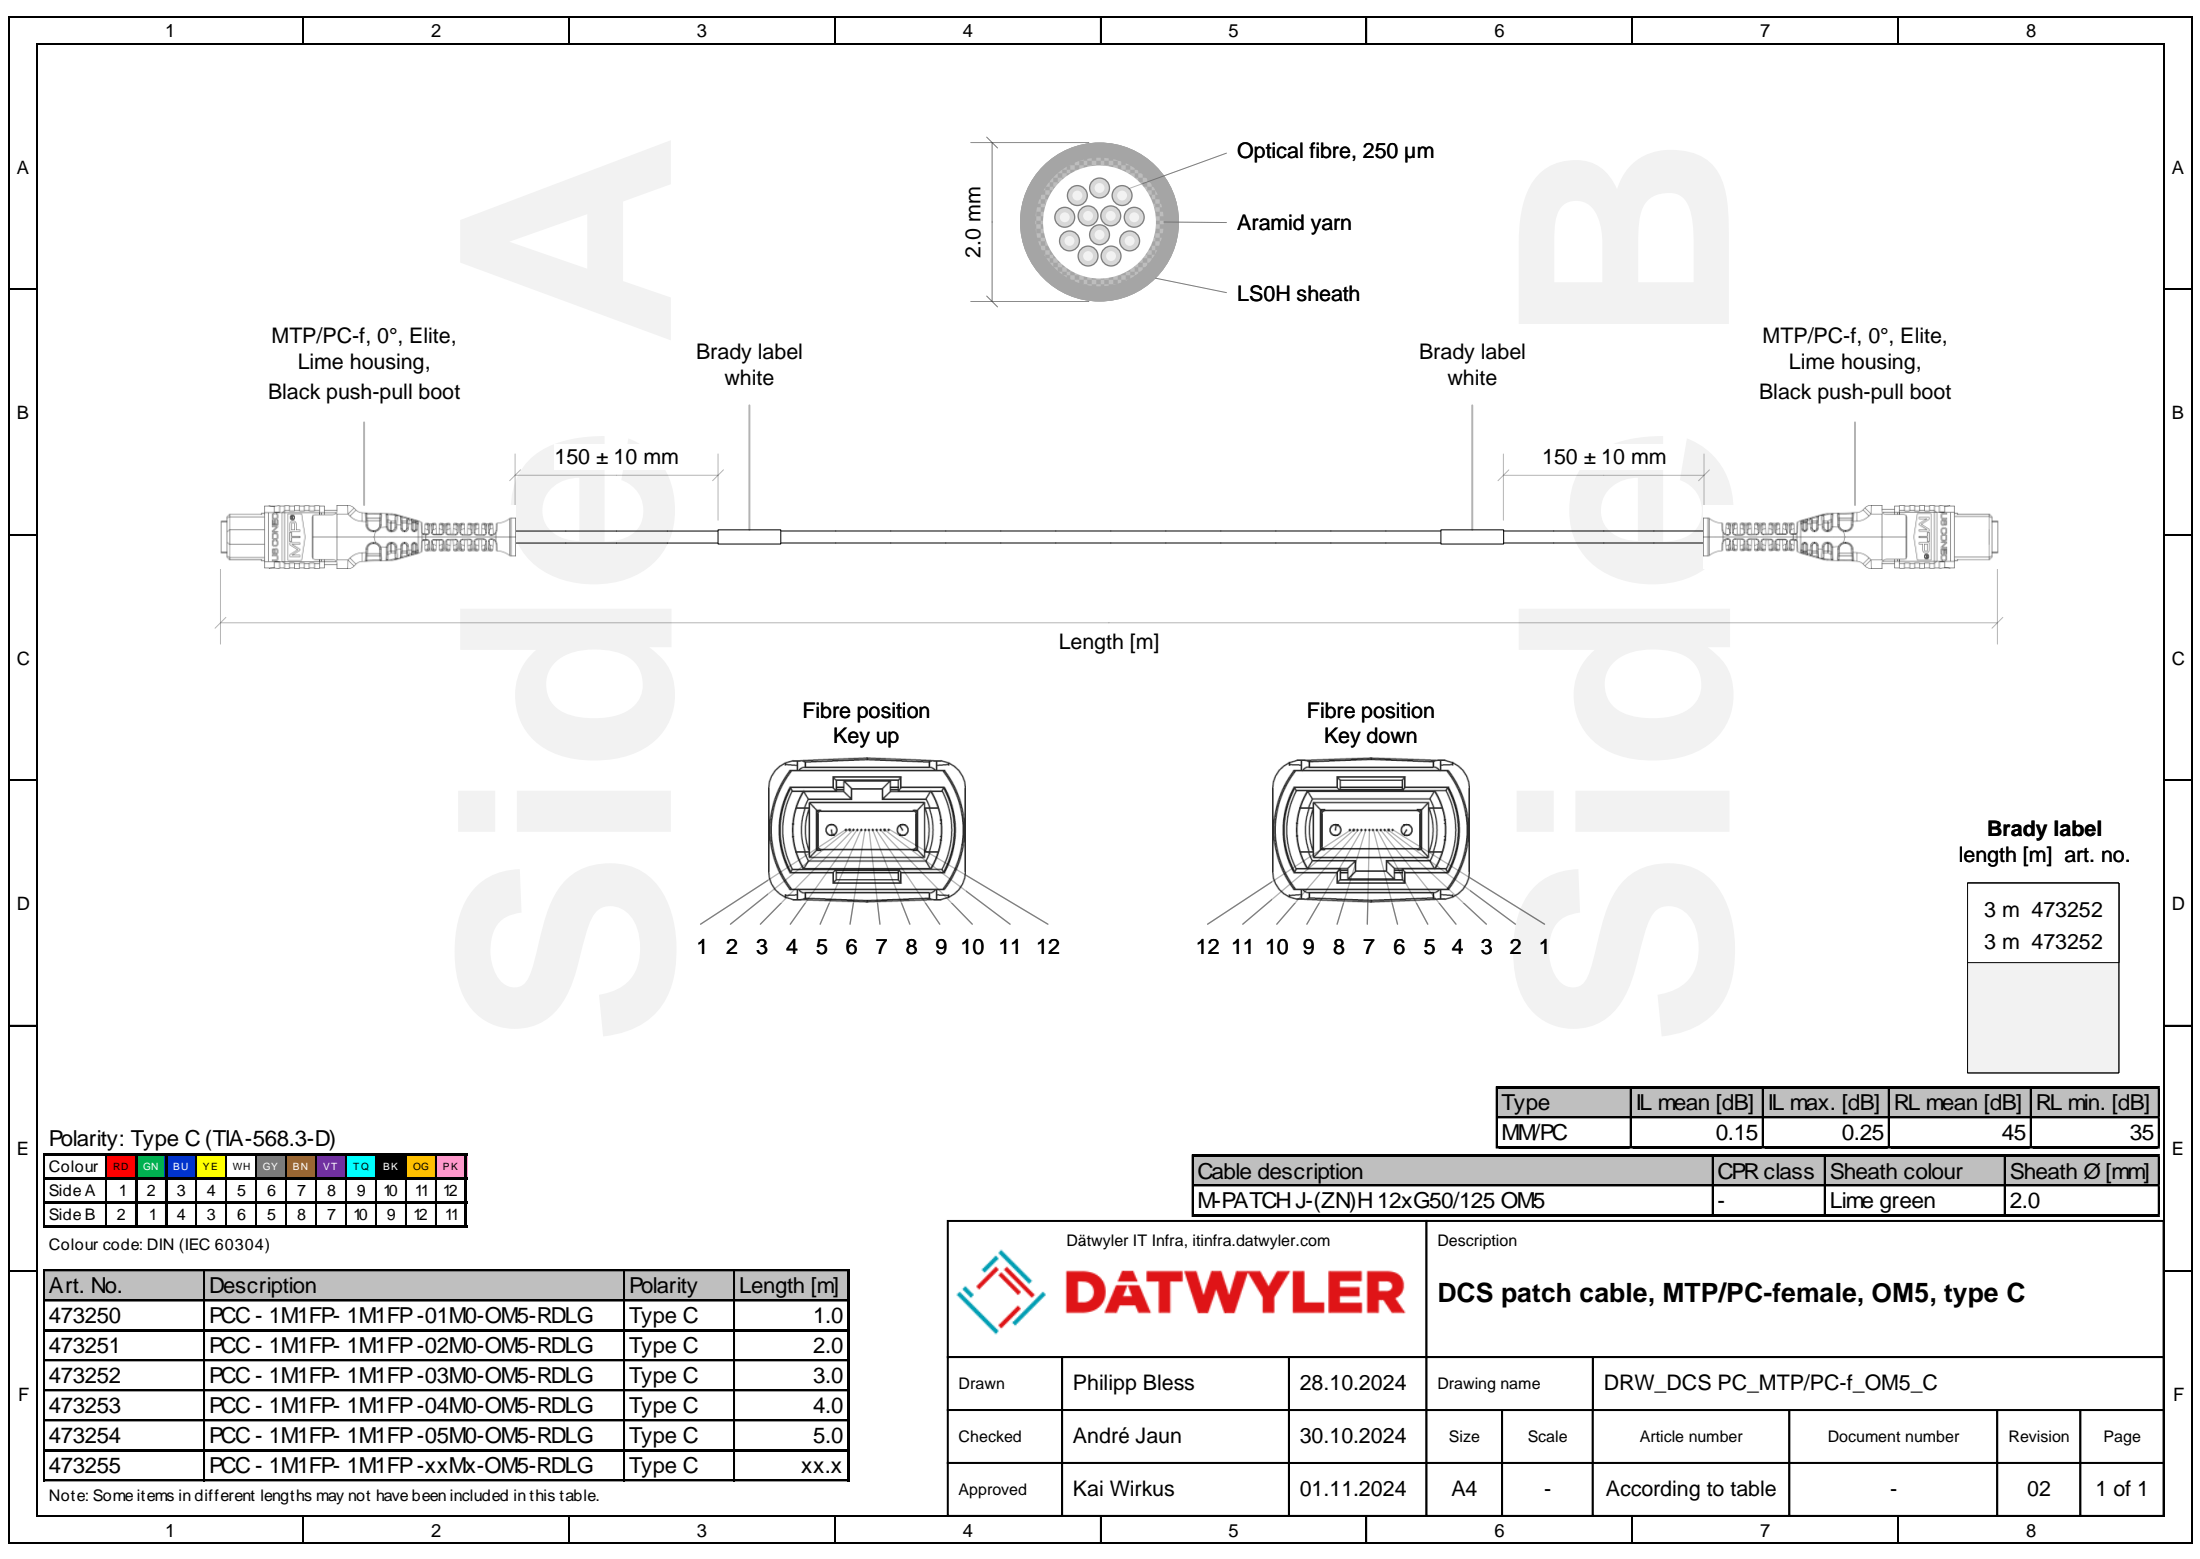 1 2 3 4 5 6 7 8
A A
B B
C C
D D
E E
F F
Side A
Side B
Optical fibre, 250 µm
Aramid yarn
LS0H sheath
2.0 mm
MTP/PC-f, 0°, Elite,
Lime housing,
Black push-pull boot
Brady label
white
Brady label
white
MTP/PC-f, 0°, Elite,
Lime housing,
Black push-pull boot
150 ± 10 mm
150 ± 10 mm
MTP®
MTP®
Length [m]
Fibre position
Key up
1 2 3 4 5 6 7 8 9 10 11 12
Fibre position
Key down
12 11 10 9 8 7 6 5 4 3 2 1
Brady label
length [m] art. no.
3 m 473252
3 m 473252
Type IL mean [dB] IL max. [dB] RL mean [dB] RL min. [dB]
MM/PC 0.15 0.25 45 35
Cable description CPR class Sheath colour Sheath Ø [mm]
M-PATCH J-(ZN)H 12xG50/125 OM5 - Lime green 2.0
Polarity: Type C (TIA-568.3-D)
Colour RD GN BU YE WH GY BN VT TQ BK OG PK
Side A 1 2 3 4 5 6 7 8 9 10 11 12
Side B 2 1 4 3 6 5 8 7 10 9 12 11
Colour code: DIN (IEC 60304)
Art. No. Description Polarity Length [m]
473250 PCC - 1M1FP- 1M1FP -01M0-OM5-RDLG Type C 1.0
473251 PCC - 1M1FP- 1M1FP -02M0-OM5-RDLG Type C 2.0
473252 PCC - 1M1FP- 1M1FP -03M0-OM5-RDLG Type C 3.0
473253 PCC - 1M1FP- 1M1FP -04M0-OM5-RDLG Type C 4.0
473254 PCC - 1M1FP- 1M1FP -05M0-OM5-RDLG Type C 5.0
473255 PCC - 1M1FP- 1M1FP -xxMx-OM5-RDLG Type C xx.x
Note: Some items in different lengths may not have been included in this table.
Dätwyler IT Infra, itinfra.datwyler.com
DÄTWYLER
Description
DCS patch cable, MTP/PC-female, OM5, type C
Drawn Philipp Bless 28.10.2024 Drawing name DRW_DCS PC_MTP/PC-f_OM5_C
Checked André Jaun 30.10.2024 Size Scale Article number Document number Revision Page
Approved Kai Wirkus 01.11.2024 A4 - According to table - 02 1 of 1
1 2 3 4 5 6 7 8